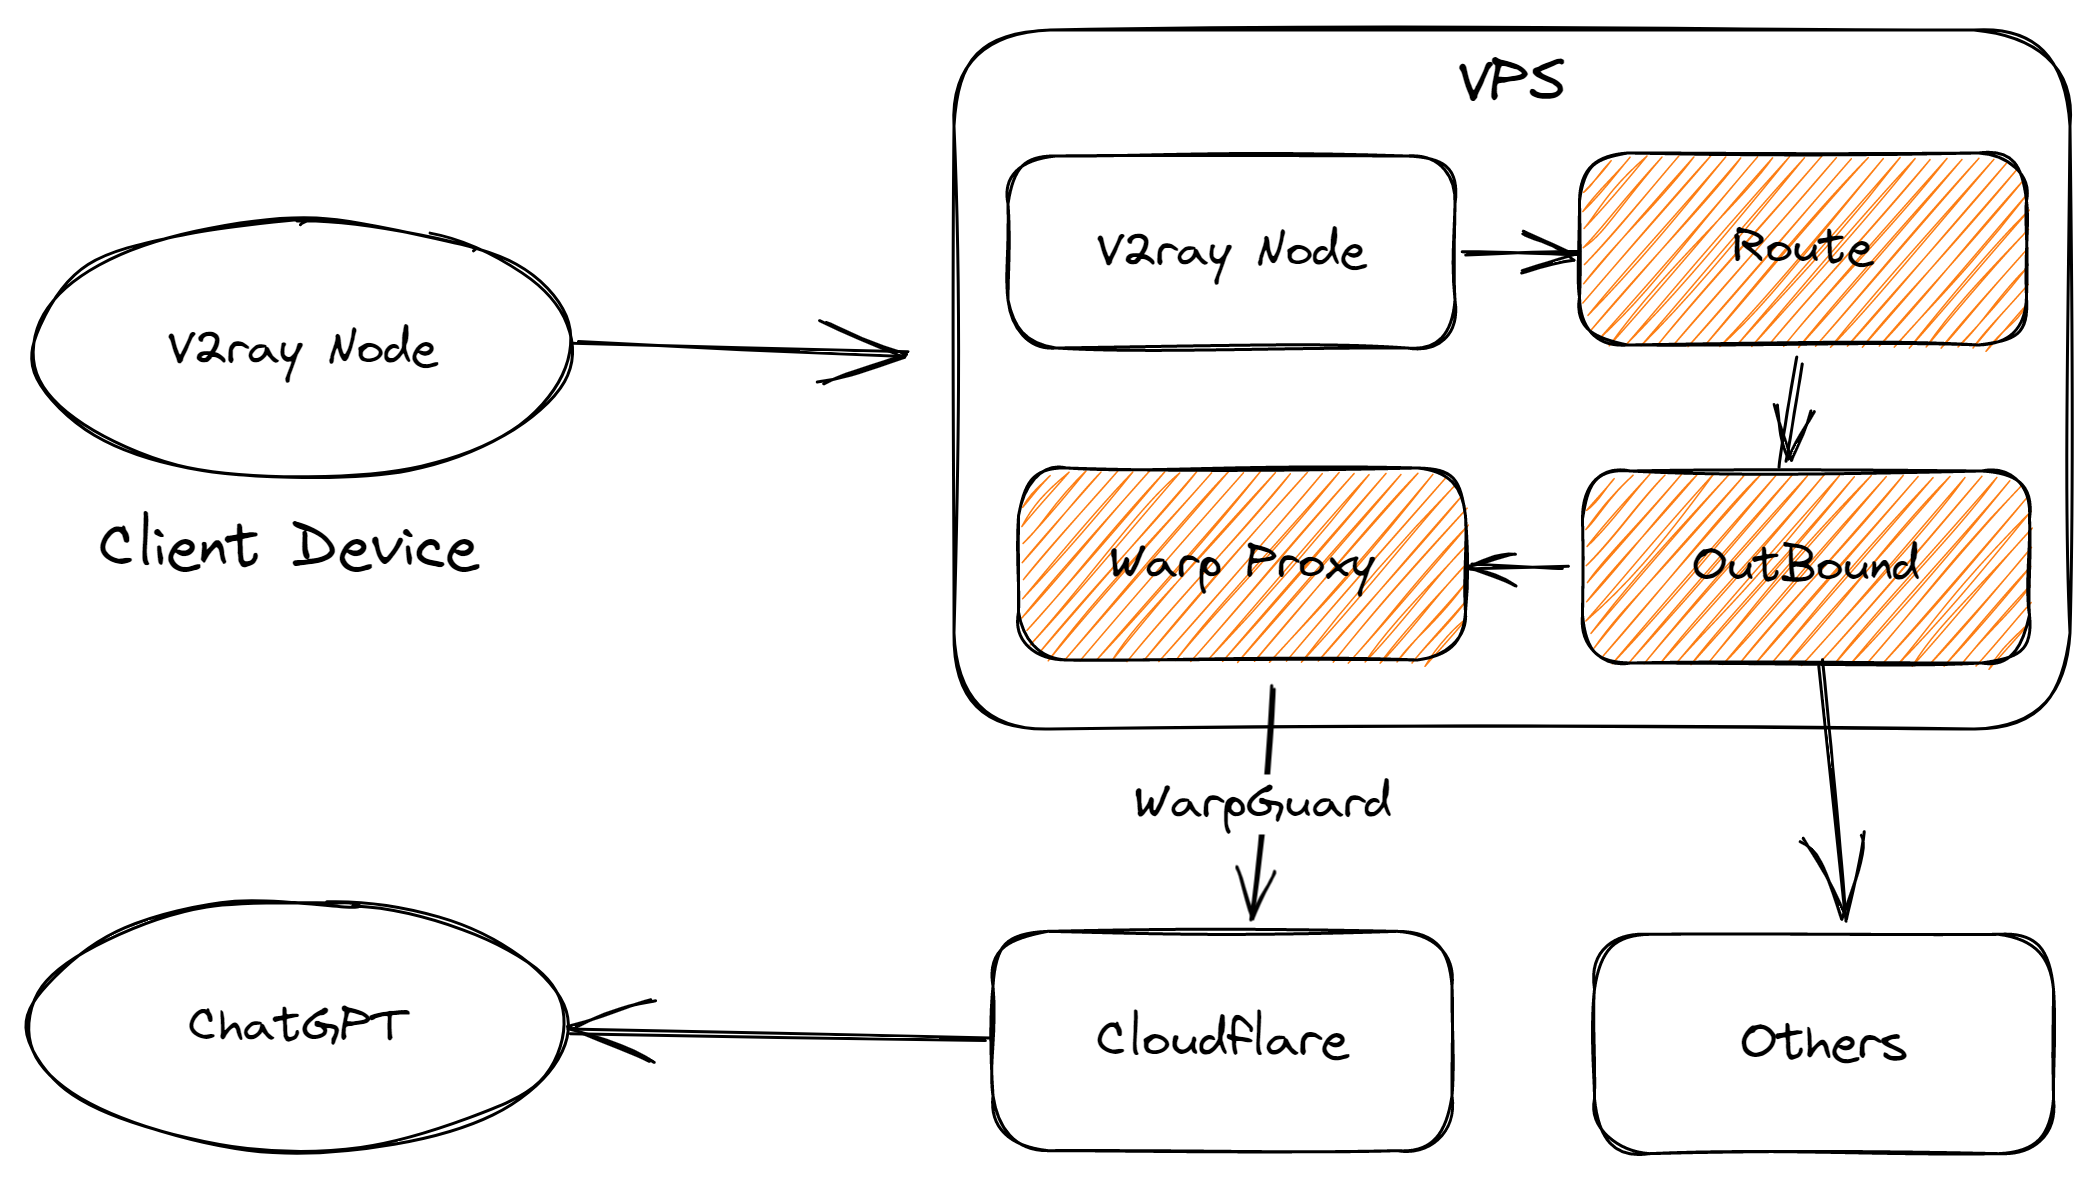 VPS
V2ray Node
Route
V2ray Node
Client Device
Warp Proxy
OutBound
WarpGuard
ChatGPT
Cloudflare
Others